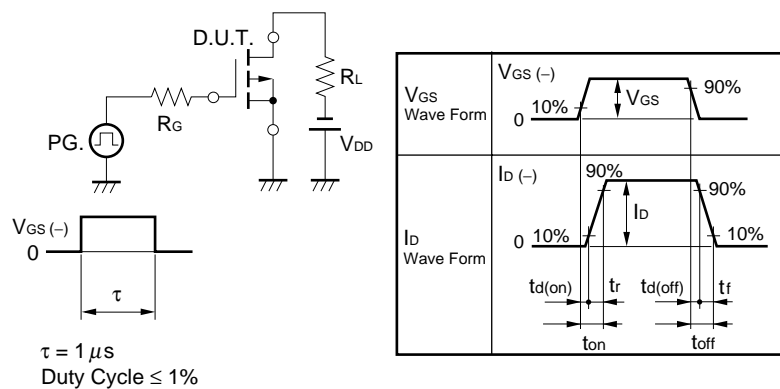 D.U.T.
RL
RG
PG.
VDD
VGS (−)
0
τ
τ = 1 μs
Duty Cycle ≤ 1%
VGS
Wave Form
VGS (−)
10%
0
VGS
90%
ID
Wave Form
ID (−)
90%
90%
0
10%
ID
10%
td(on)
tr
td(off)
tf
ton
toff